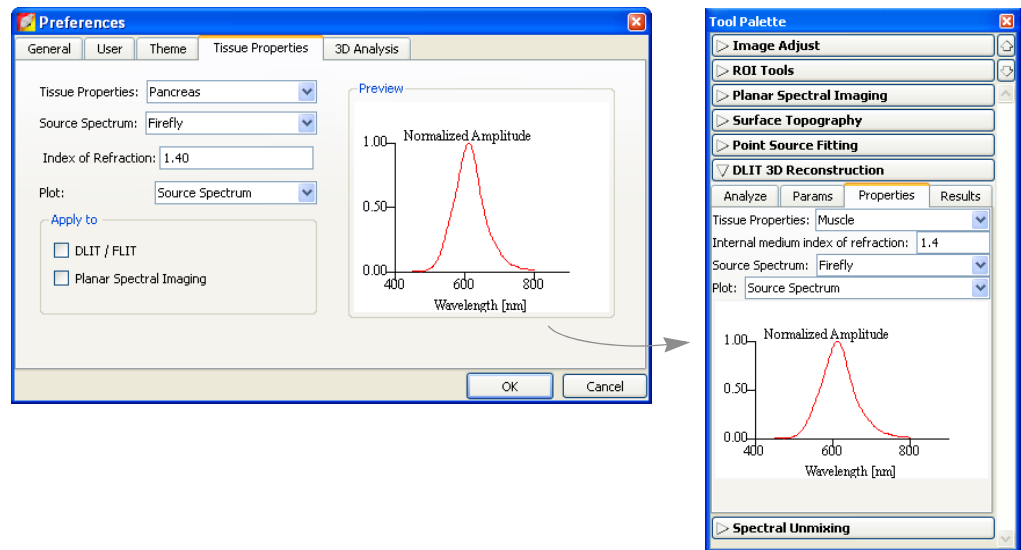 Preferences
General User Theme Tissue Properties 3D Analysis
Tissue Properties: Pancreas
Source Spectrum: Firefly
Index of Refraction: 1.40
Plot: Source Spectrum
Apply to
DLIT / FLIT
Planar Spectral Imaging
Preview
Normalized Amplitude
1.00
0.50
0.00
400 600 800
Wavelength [nm]
OK Cancel
Tool Palette
Image Adjust
ROI Tools
Planar Spectral Imaging
Surface Topography
Point Source Fitting
DLIT 3D Reconstruction
Analyze Params Properties Results
Tissue Properties: Muscle
Internal medium index of refraction: 1.4
Source Spectrum: Firefly
Plot: Source Spectrum
Normalized Amplitude
1.00
0.50
0.00
400 600 800
Wavelength [nm]
Spectral Unmixing